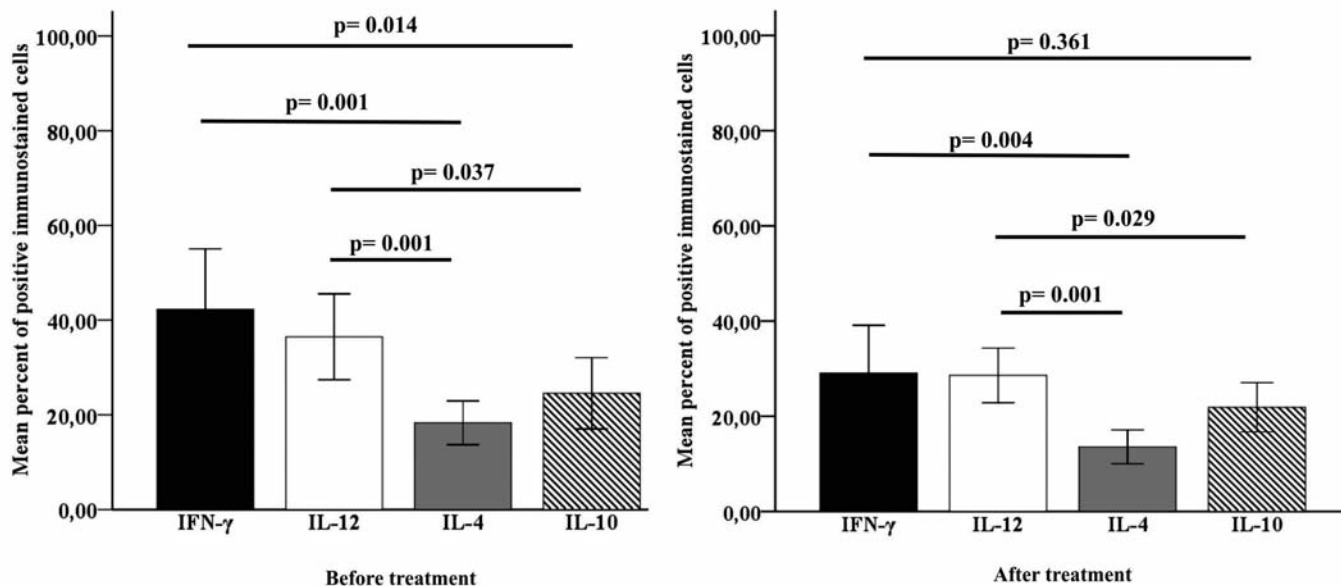 Mean percent of positive immunostained cells
100,00
80,00
60,00
40,00
20,00
0,00
p= 0.014
p= 0.001
p= 0.037
p= 0.001
IFN-γ IL-12 IL-4 IL-10
Before treatment
Mean percent of positive immunostained cells
100,00
80,00
60,00
40,00
20,00
0,00
p= 0.361
p= 0.004
p= 0.029
p= 0.001
IFN-γ IL-12 IL-4 IL-10
After treatment